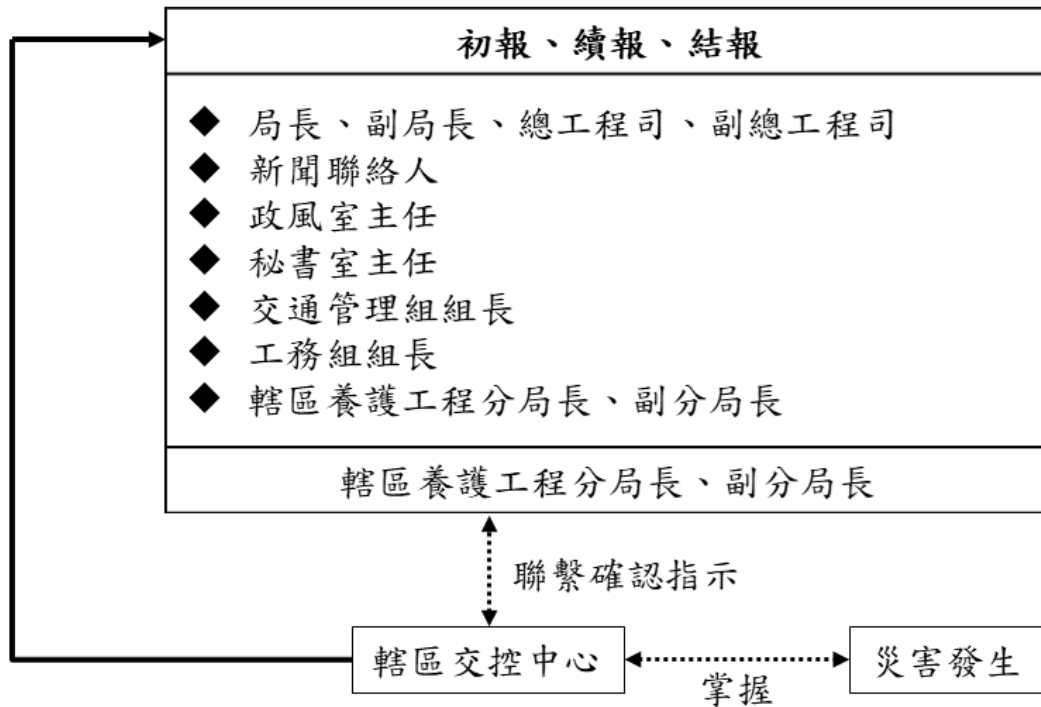 初報、續報、結報
◆ 局長、副局長、總工程司、副總工程司
◆ 新聞聯絡人
◆ 政風室主任
◆ 秘書室主任
◆ 交通管理組組長
◆ 工務組組長
◆ 轄區養護工程分局長、副分局長
轄區養護工程分局長、副分局長
聯繫確認指示
轄區交控中心
掌握
災害發生